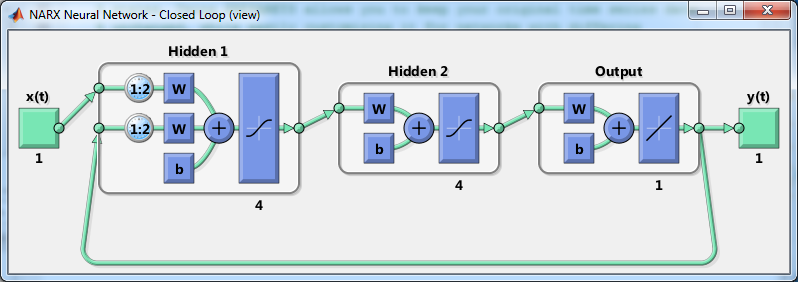 NARX Neural Network - Closed Loop (view)
Hidden 1
Hidden 2
Output
x(t)
y(t)
1:2
W
1:2
W
b
W
b
W
b
1
4
4
1
1